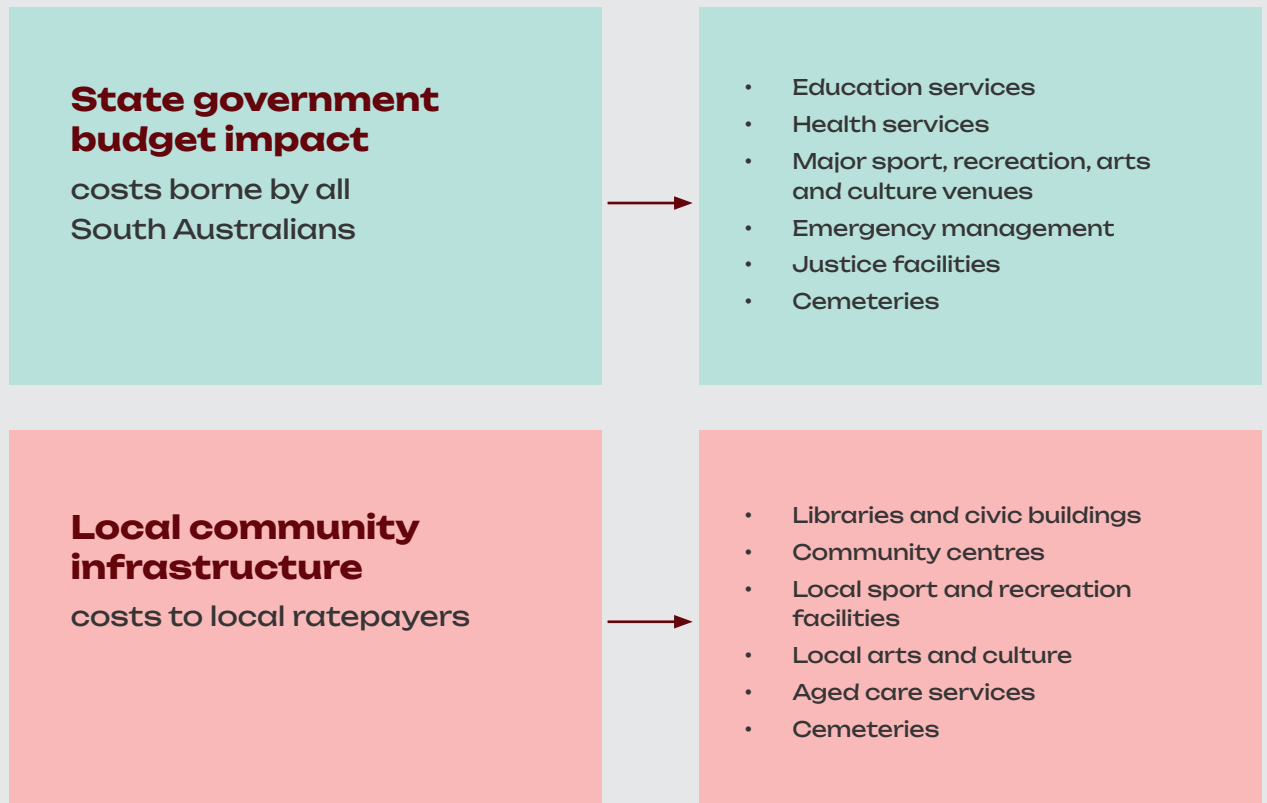 State government
budget impact
costs borne by all
South Australians
• Education services
• Health services
• Major sport, recreation, arts
and culture venues
• Emergency management
• Justice facilities
• Cemeteries
Local community
infrastructure
costs to local ratepayers
• Libraries and civic buildings
• Community centres
• Local sport and recreation
facilities
• Local arts and culture
• Aged care services
• Cemeteries